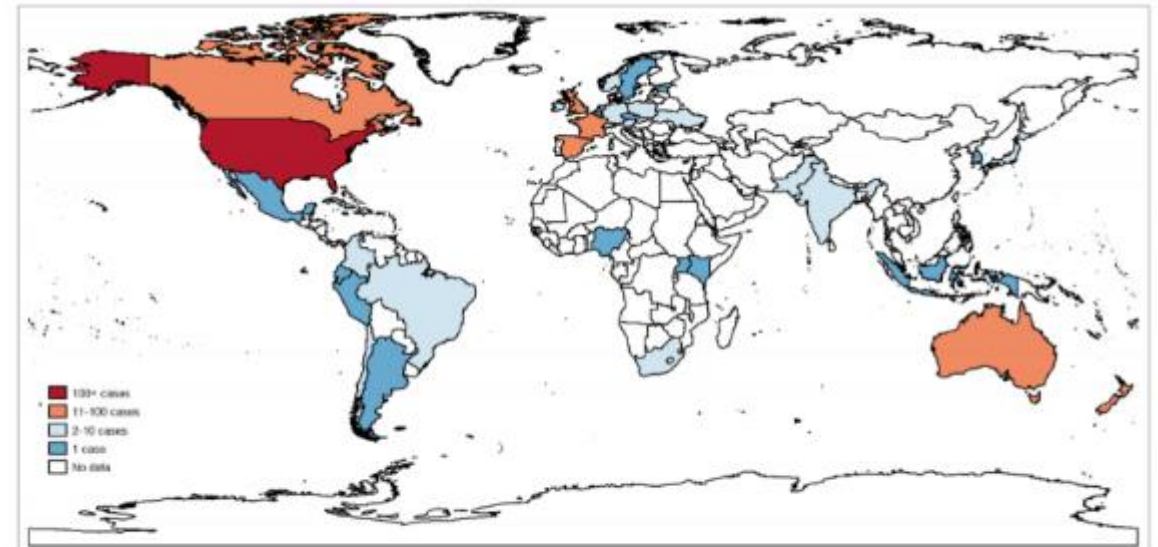 100+ cases
11-100 cases
2-10 cases
1 case
No data